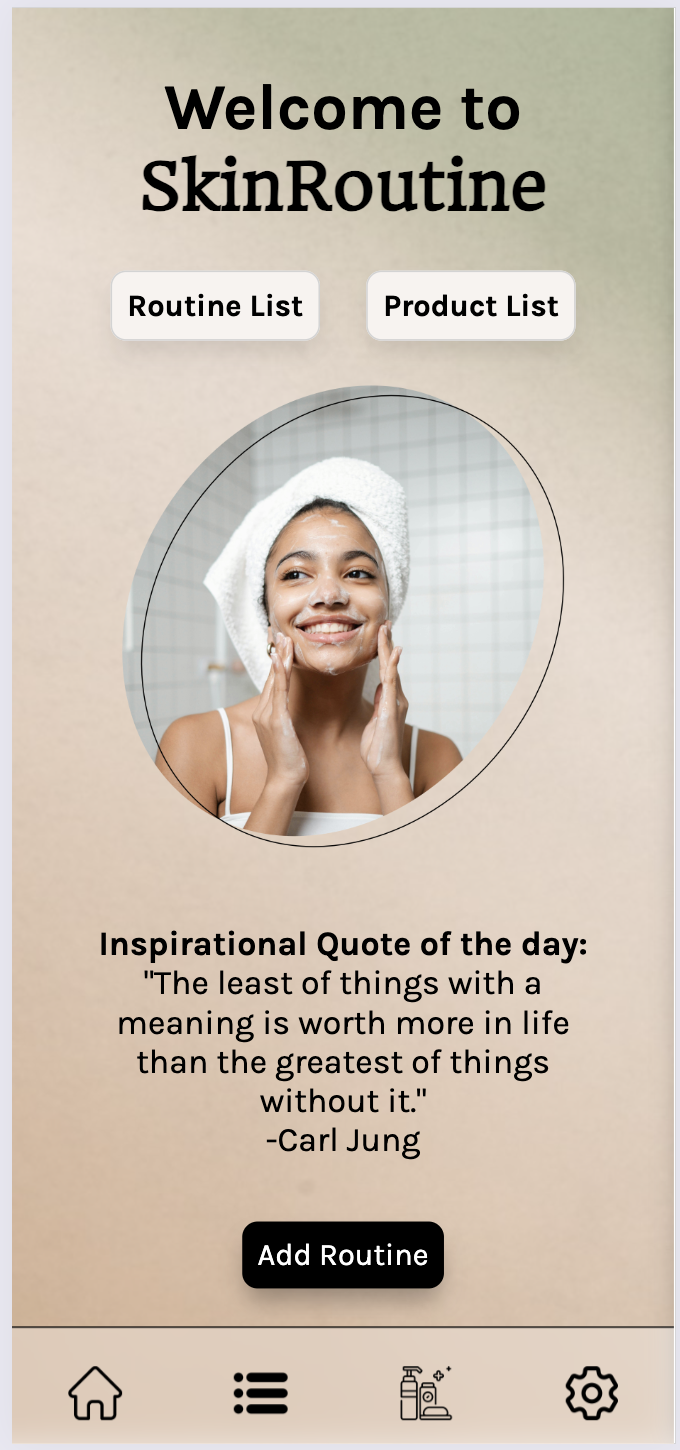 Welcome to
SkinRoutine
Routine List
Product List
Inspirational Quote of the day:
"The least of things with a
meaning is worth more in life
than the greatest of things
without it."
-Carl Jung
Add Routine